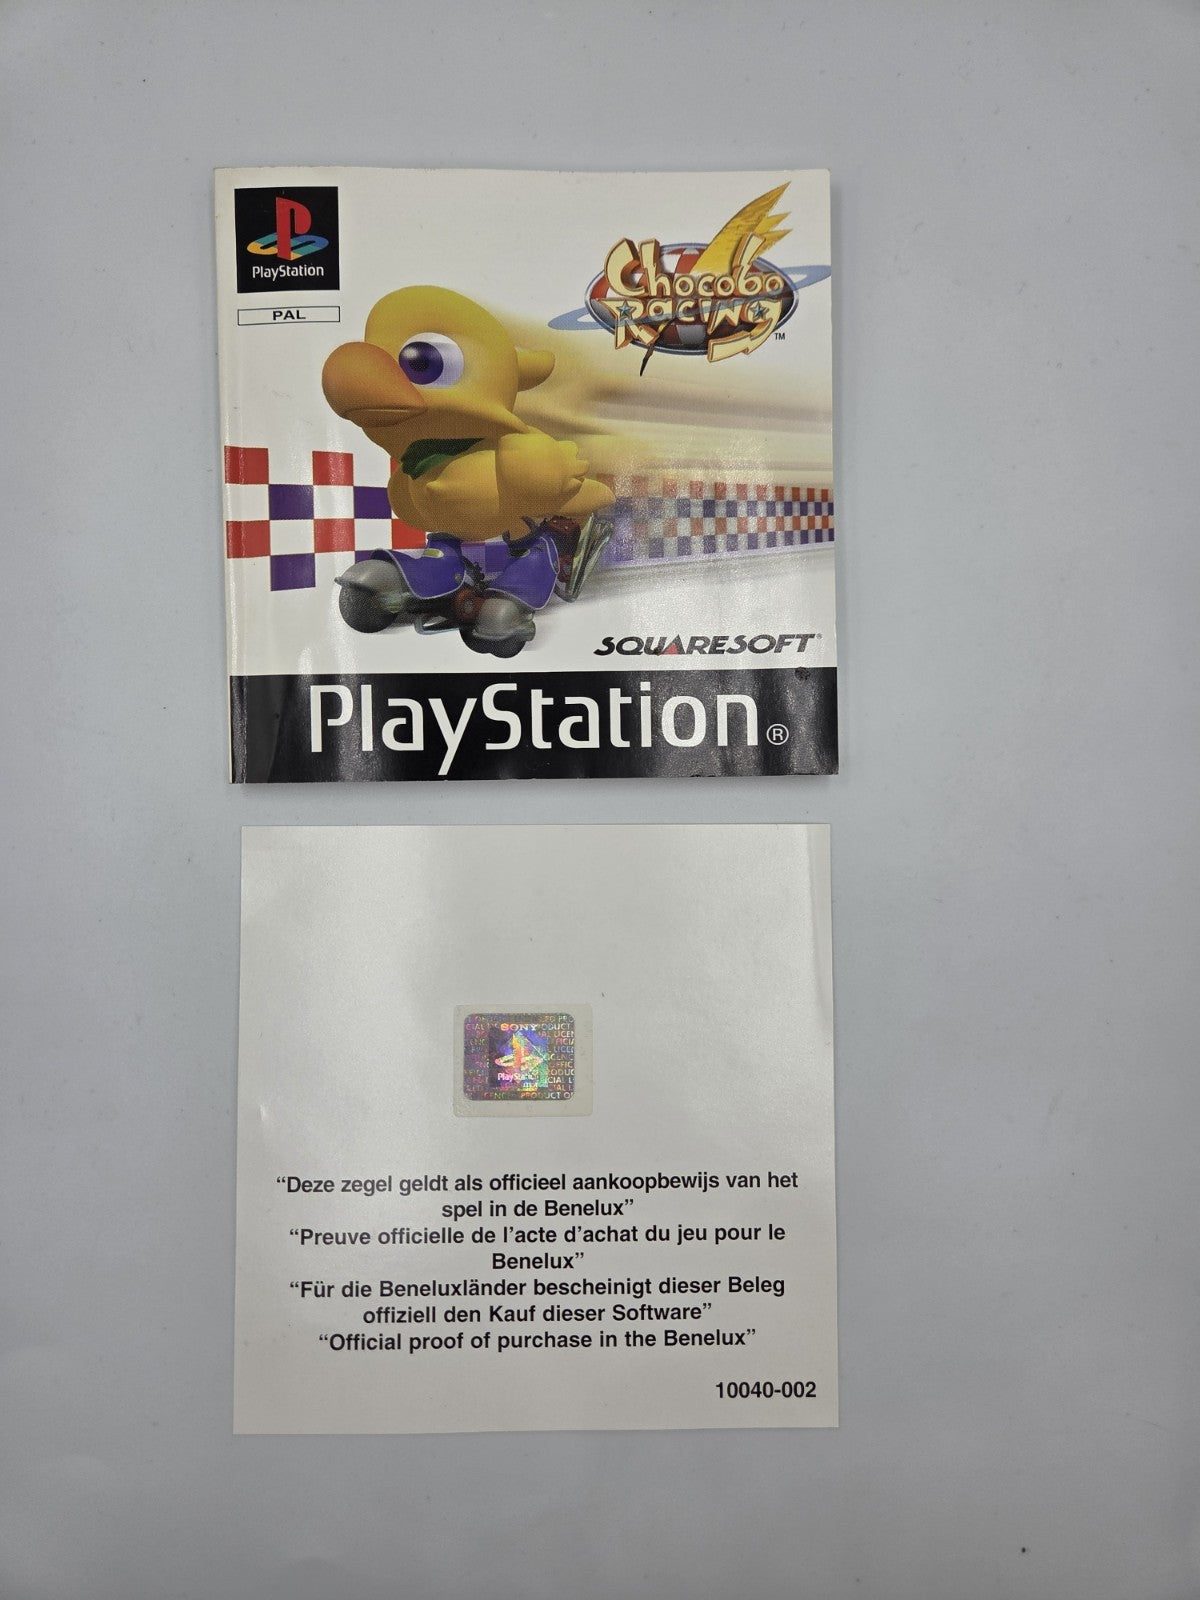 PlayStation
PAL
Chocobo
Racing™
SQUARESOFT®
PlayStation®
SONY
PlayStation
"Deze zegel geldt als officieel aankoopbewijs van het
spel in de Benelux"
"Preuve officielle de l'acte d'achat du jeu pour le
Benelux"
"Für die Beneluxländer bescheinigt dieser Beleg
offiziell den Kauf dieser Software"
"Official proof of purchase in the Benelux"
10040-002